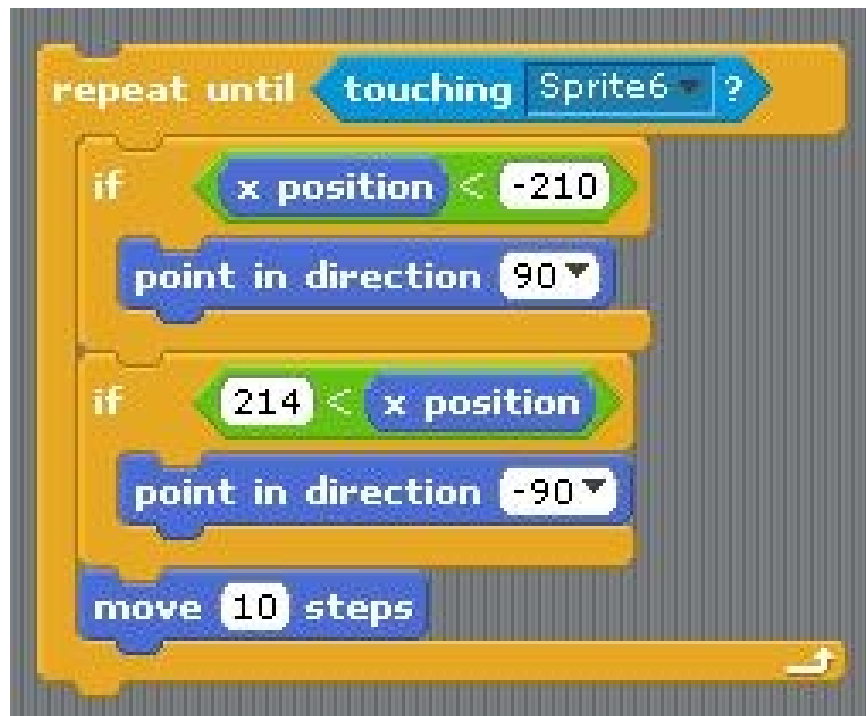 repeat until touching Sprite6 ?
if x position < -210
point in direction 90
if 214 < x position
point in direction -90
move 10 steps